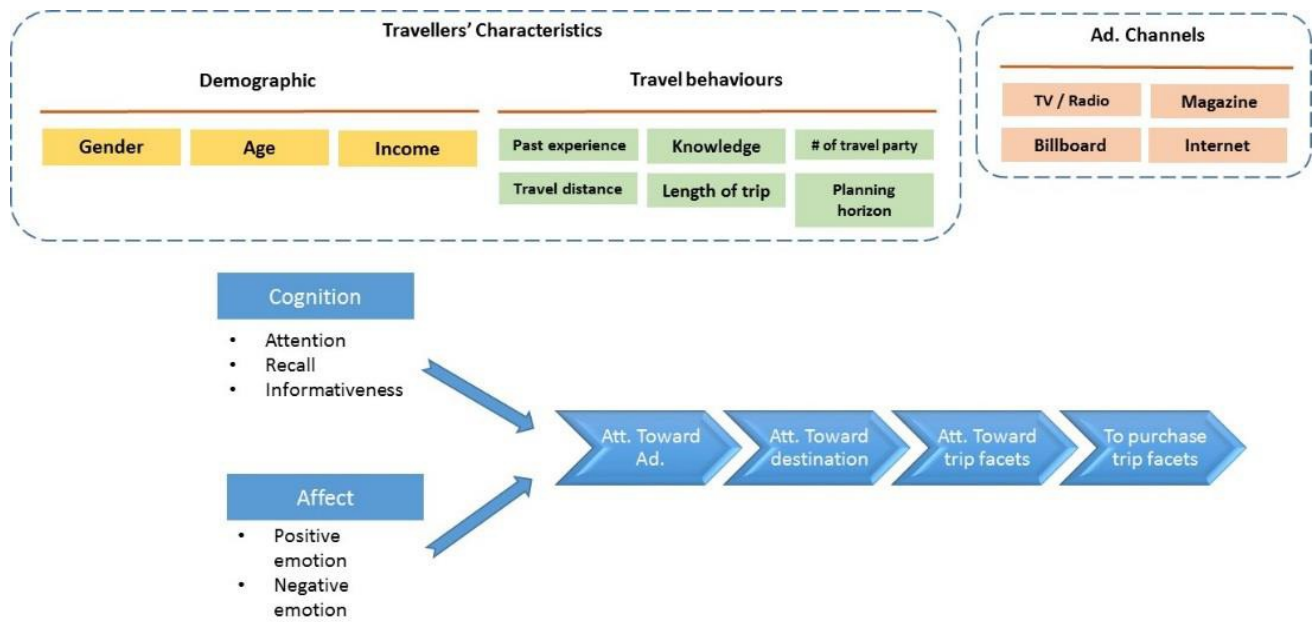 Travellers' Characteristics
Demographic
Gender
Age
Income
Travel behaviours
Past experience
Knowledge
# of travel party
Travel distance
Length of trip
Planning
horizon
Ad. Channels
TV / Radio
Magazine
Billboard
Internet
Cognition
• Attention
• Recall
• Informativeness
Affect
• Positive
emotion
• Negative
emotion
Att. Toward
Ad.
Att. Toward
destination
Att. Toward
trip facets
To purchase
trip facets